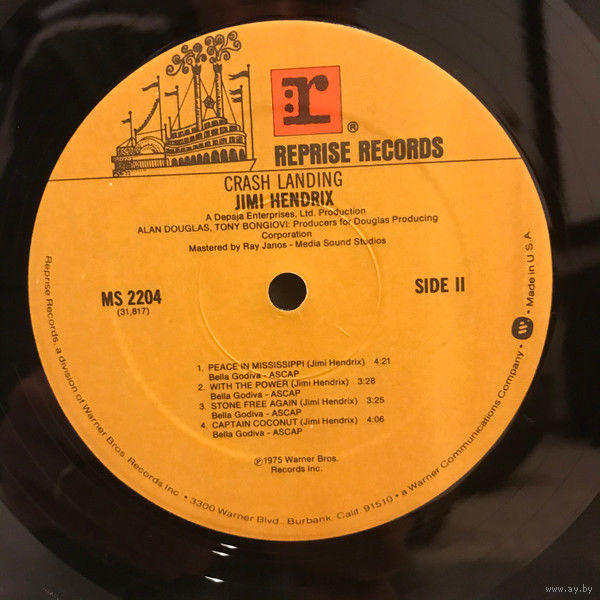 r
®
REPRISE RECORDS
CRASH LANDING
JIMI HENDRIX
A Depaja Enterprises, Ltd. Production
ALAN DOUGLAS, TONY BONGIOVI: Producers for Douglas Producing
Corporation
Mastered by Ray Janos - Media Sound Studios
MS 2204
(31,817)
SIDE II
1. PEACE IN MISSISSIPPI (Jimi Hendrix) 4:21
Bella Godiva - ASCAP
2. WITH THE POWER (Jimi Hendrix) 3:28
Bella Godiva - ASCAP
3. STONE FREE AGAIN (Jimi Hendrix) 3:25
Bella Godiva - ASCAP
4. CAPTAIN COCONUT (Jimi Hendrix) 4:06
Bella Godiva - ASCAP
℗1975 Warner Bros.
Records Inc.
Reprise Records, a division of Warner Bros. Records Inc. • 3300 Warner Blvd., Burbank, Calif. 91510 • a Warner Communications Company • W • Made in U.S.A.
www.ay.by